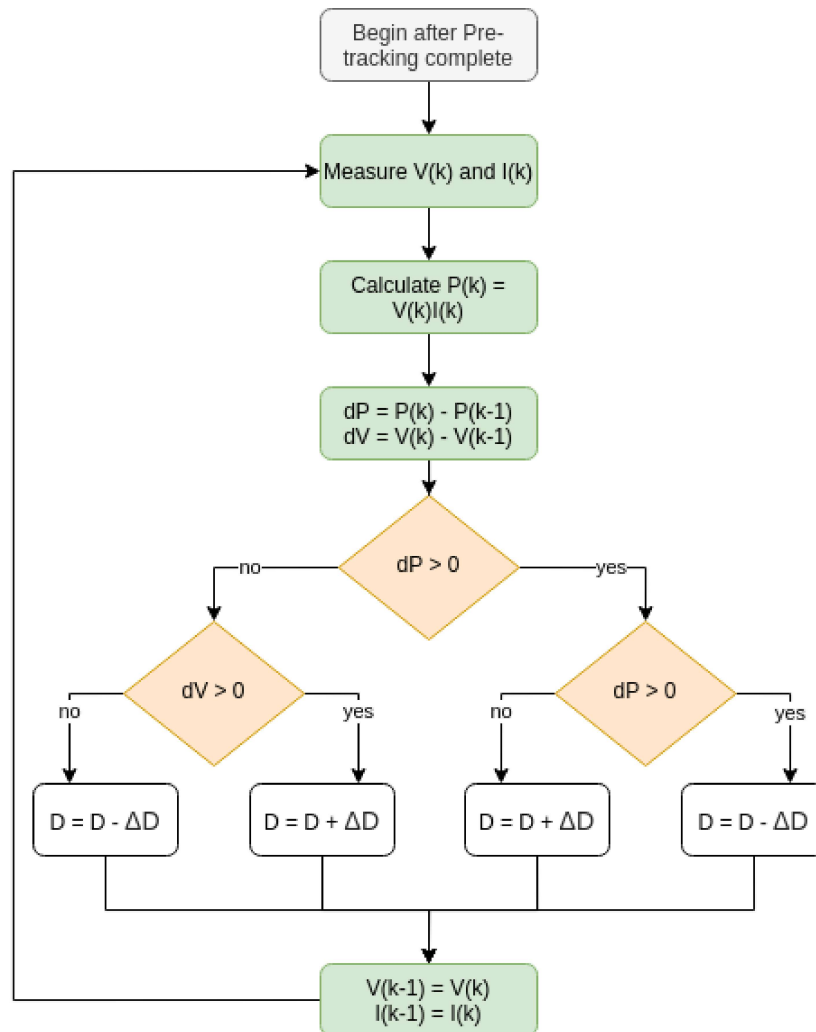 Begin after Pre-
tracking complete
Measure V(k) and I(k)
Calculate P(k) =
V(k)I(k)
dP = P(k) - P(k-1)
dV = V(k) - V(k-1)
dP > 0
no
yes
dV > 0
dP > 0
no
yes
no
yes
D = D - ΔD
D = D + ΔD
D = D + ΔD
D = D - ΔD
V(k-1) = V(k)
I(k-1) = I(k)